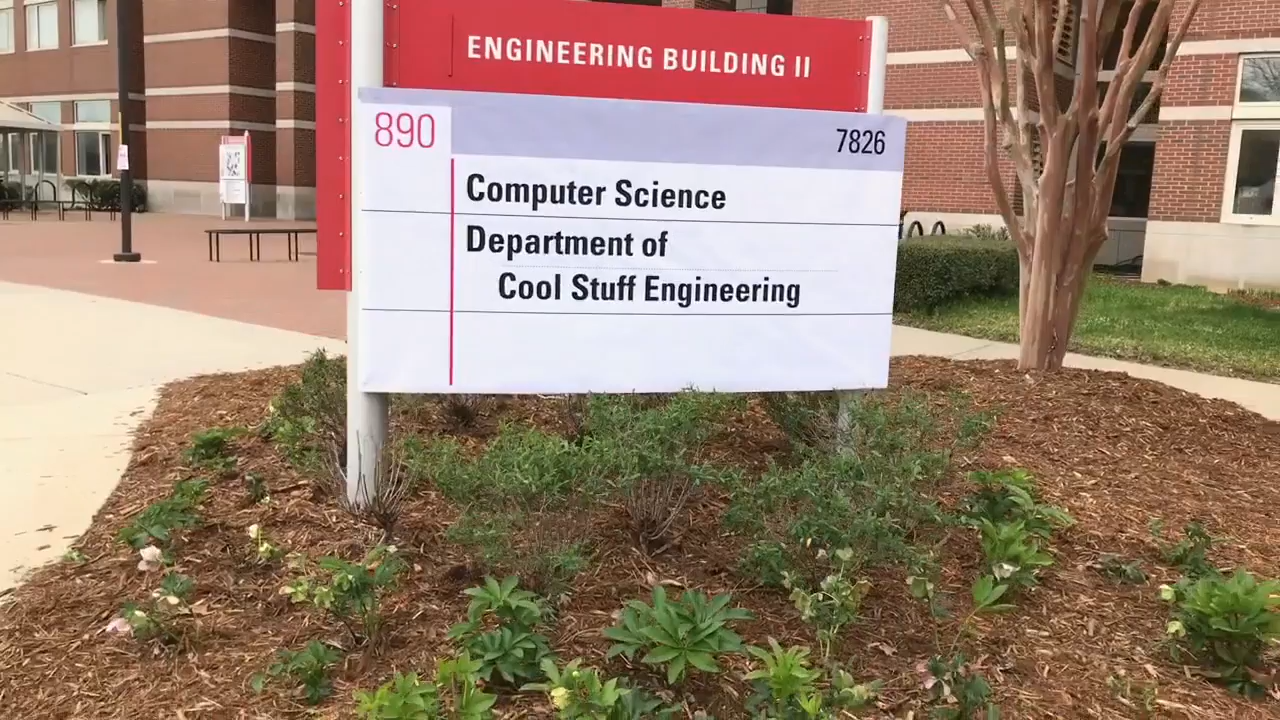 ENGINEERING BUILDING II
890
7826
Computer Science
Department of
Cool Stuff Engineering